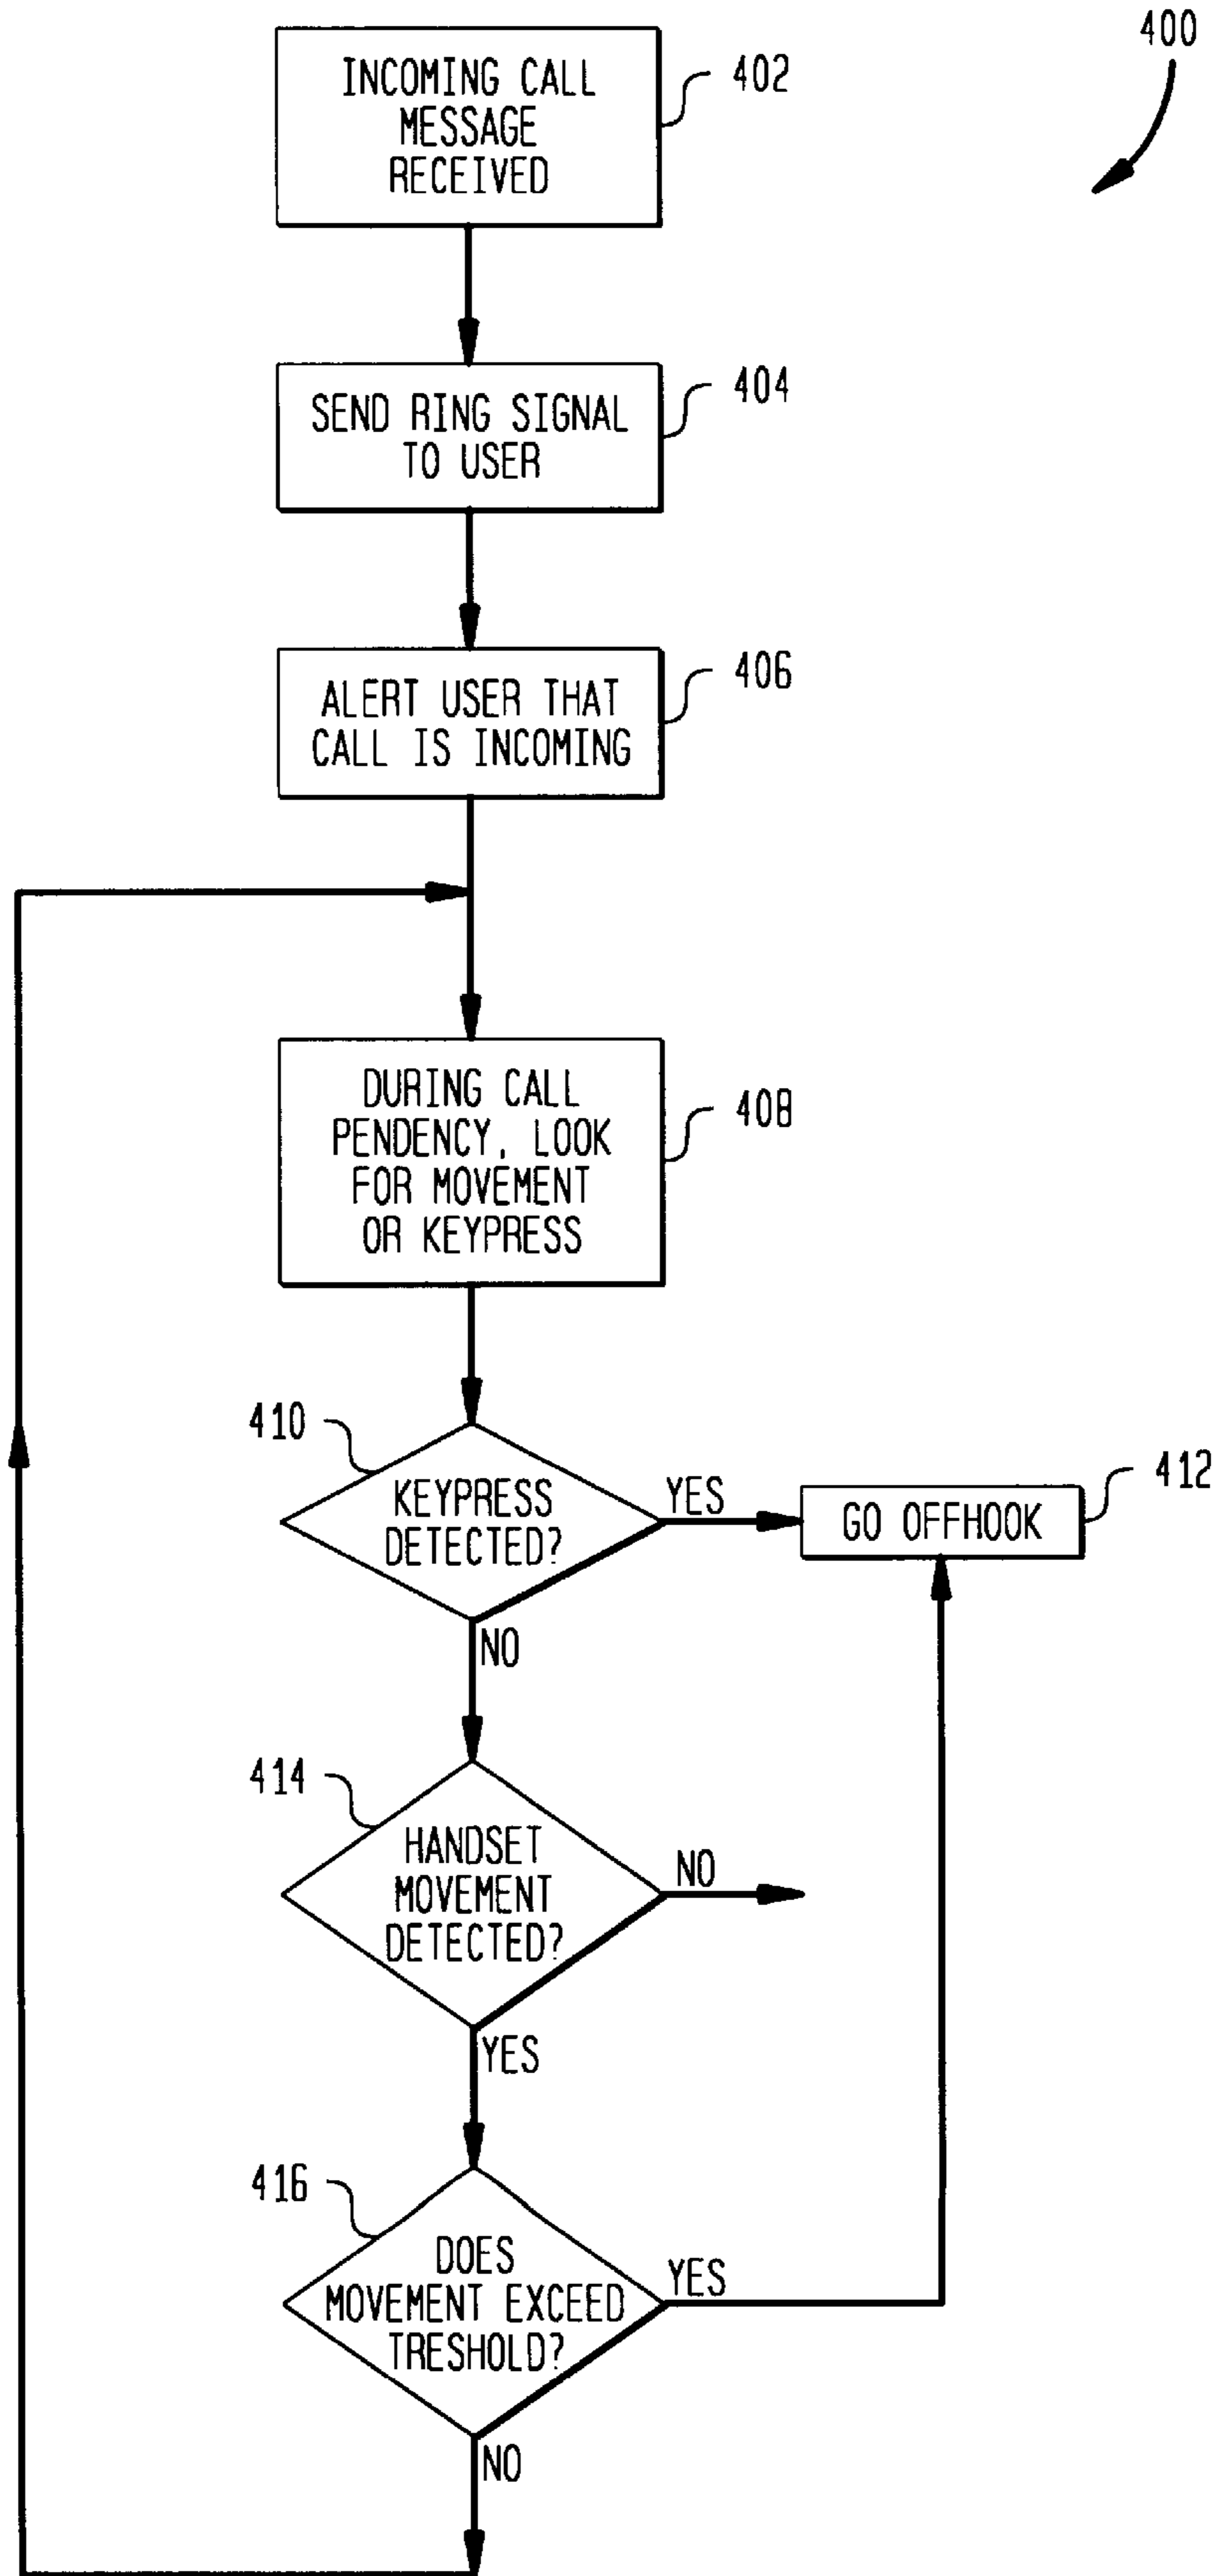 400
INCOMING CALL
MESSAGE
RECEIVED
402
SEND RING SIGNAL
TO USER
404
ALERT USER THAT
CALL IS INCOMING
406
DURING CALL
PENDENCY, LOOK
FOR MOVEMENT
OR KEYPRESS
408
410
KEYPRESS
DETECTED?
YES
GO OFFHOOK
412
NO
414
HANDSET
MOVEMENT
DETECTED?
NO
YES
416
DOES
MOVEMENT EXCEED
TRESHOLD?
YES
NO